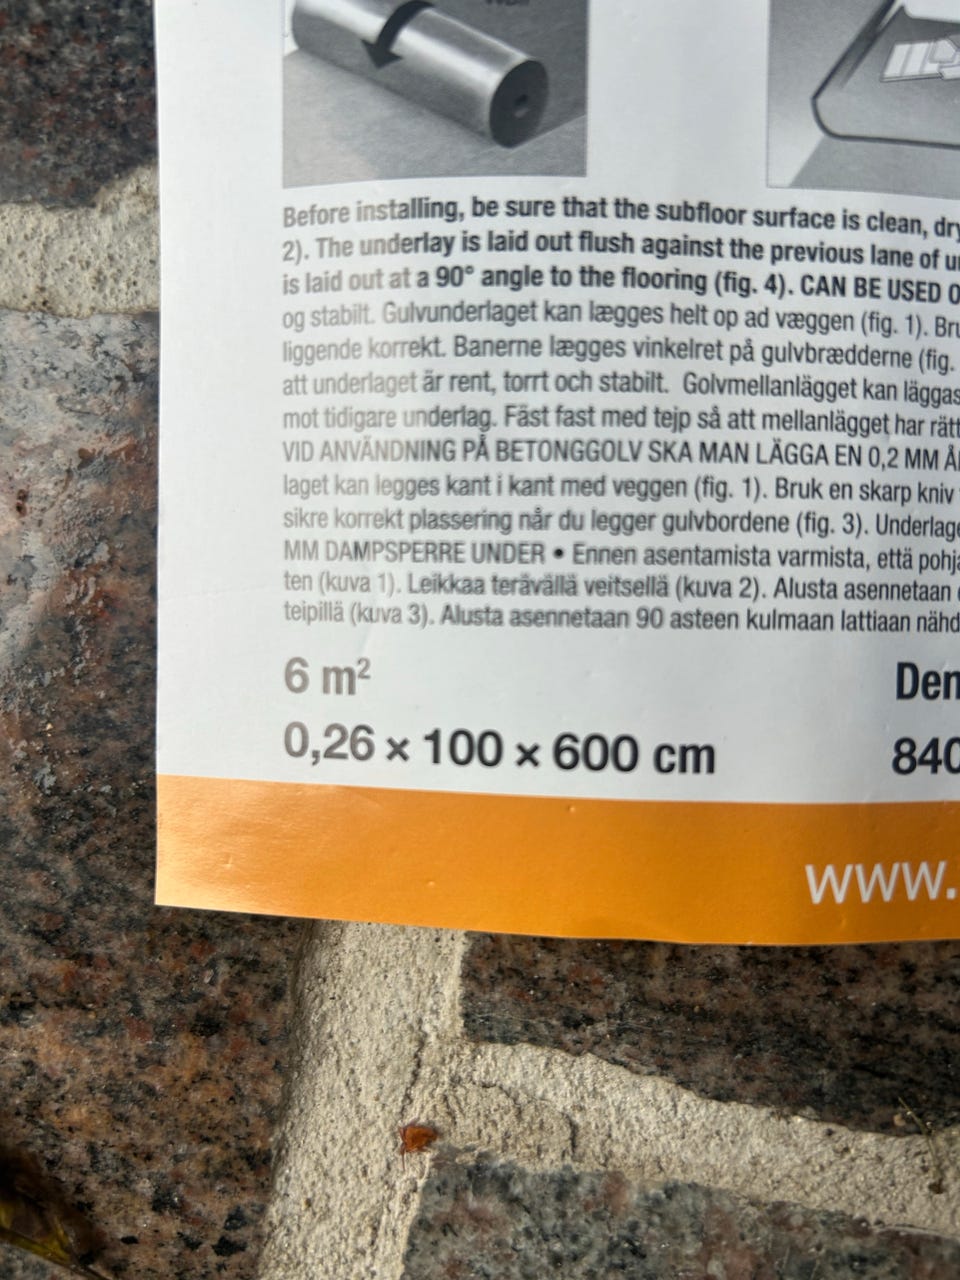 Before installing, be sure that the subfloor surface is clean, dry
2). The underlay is laid out flush against the previous lane of
is laid out at a 90° angle to the flooring (fig. 4). CAN BE USED
og stabilt. Gulvunderlaget kan lægges helt op ad væggen (fig. 1).
liggende korrekt. Banerne lægges vinkelret på gulvbrædderne (fig.
att underlaget är rent, torrt och stabilt. Golvmellanlägget kan läggas
mot tidigare underlag. Fäst fast med tejp så att mellanlägget har rätt
VID ANVÄNDNING PÅ BETONGGOLV SKA MAN LÄGGA EN 0,2 MM
laget kan legges kant i kant med veggen (fig. 1). Bruk en skarp kniv
sikre korrekt plassering når du legger gulvbordene (fig. 3). Underlage
MM DAMPSPERRE UNDER • Ennen asentamista varmista, että pohja
ten (kuva 1). Leikkaa terävällä veitsellä (kuva 2). Alusta asennetaan
teipillä (kuva 3). Alusta asennetaan 90 asteen kulmaan lattiaan nähd
6 m² Den
0,26 × 100 × 600 cm 840
www.